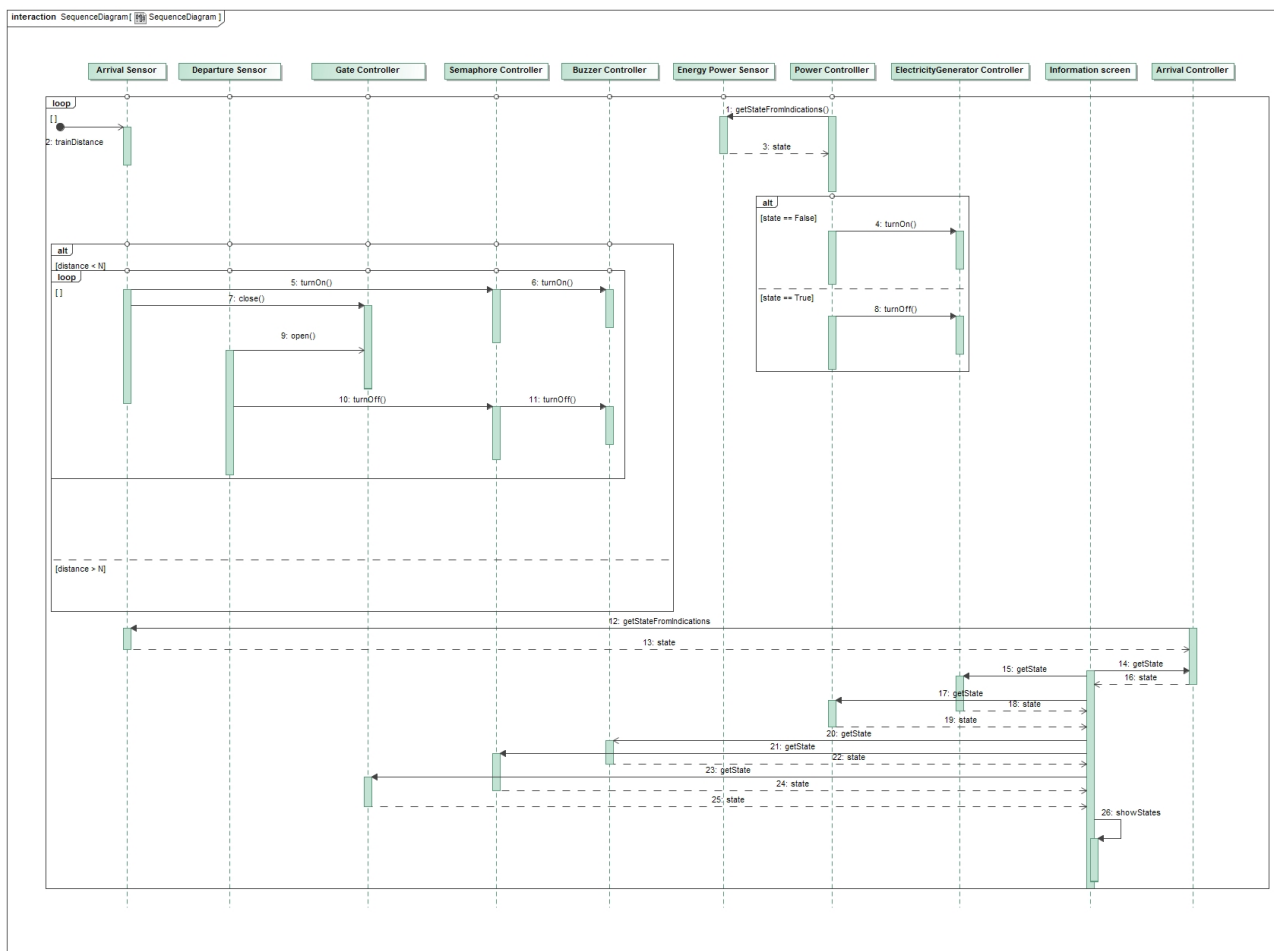 interaction SequenceDiagram[ SequenceDiagram ]
Arrival Sensor
Departure Sensor
Gate Controller
Semaphore Controller
Buzzer Controller
Energy Power Sensor
Power Controlller
ElectricityGenerator Controller
Information screen
Arrival Controller
loop
[ ]
1: getStateFromIndications()
2: trainDistance
3: state
alt
[state == False]
4: turnOn()
alt
[distance < N]
loop
[ ]
5: turnOn()
6: turnOn()
7: close()
[state == True]
8: turnOff()
9: open()
10: turnOff()
11: turnOff()
[distance > N]
12: getStateFromIndications
13: state
14: getState
15: getState
16: state
17: getState
18: state
19: state
20: getState
21: getState
22: state
23: getState
24: state
25: state
26: showStates